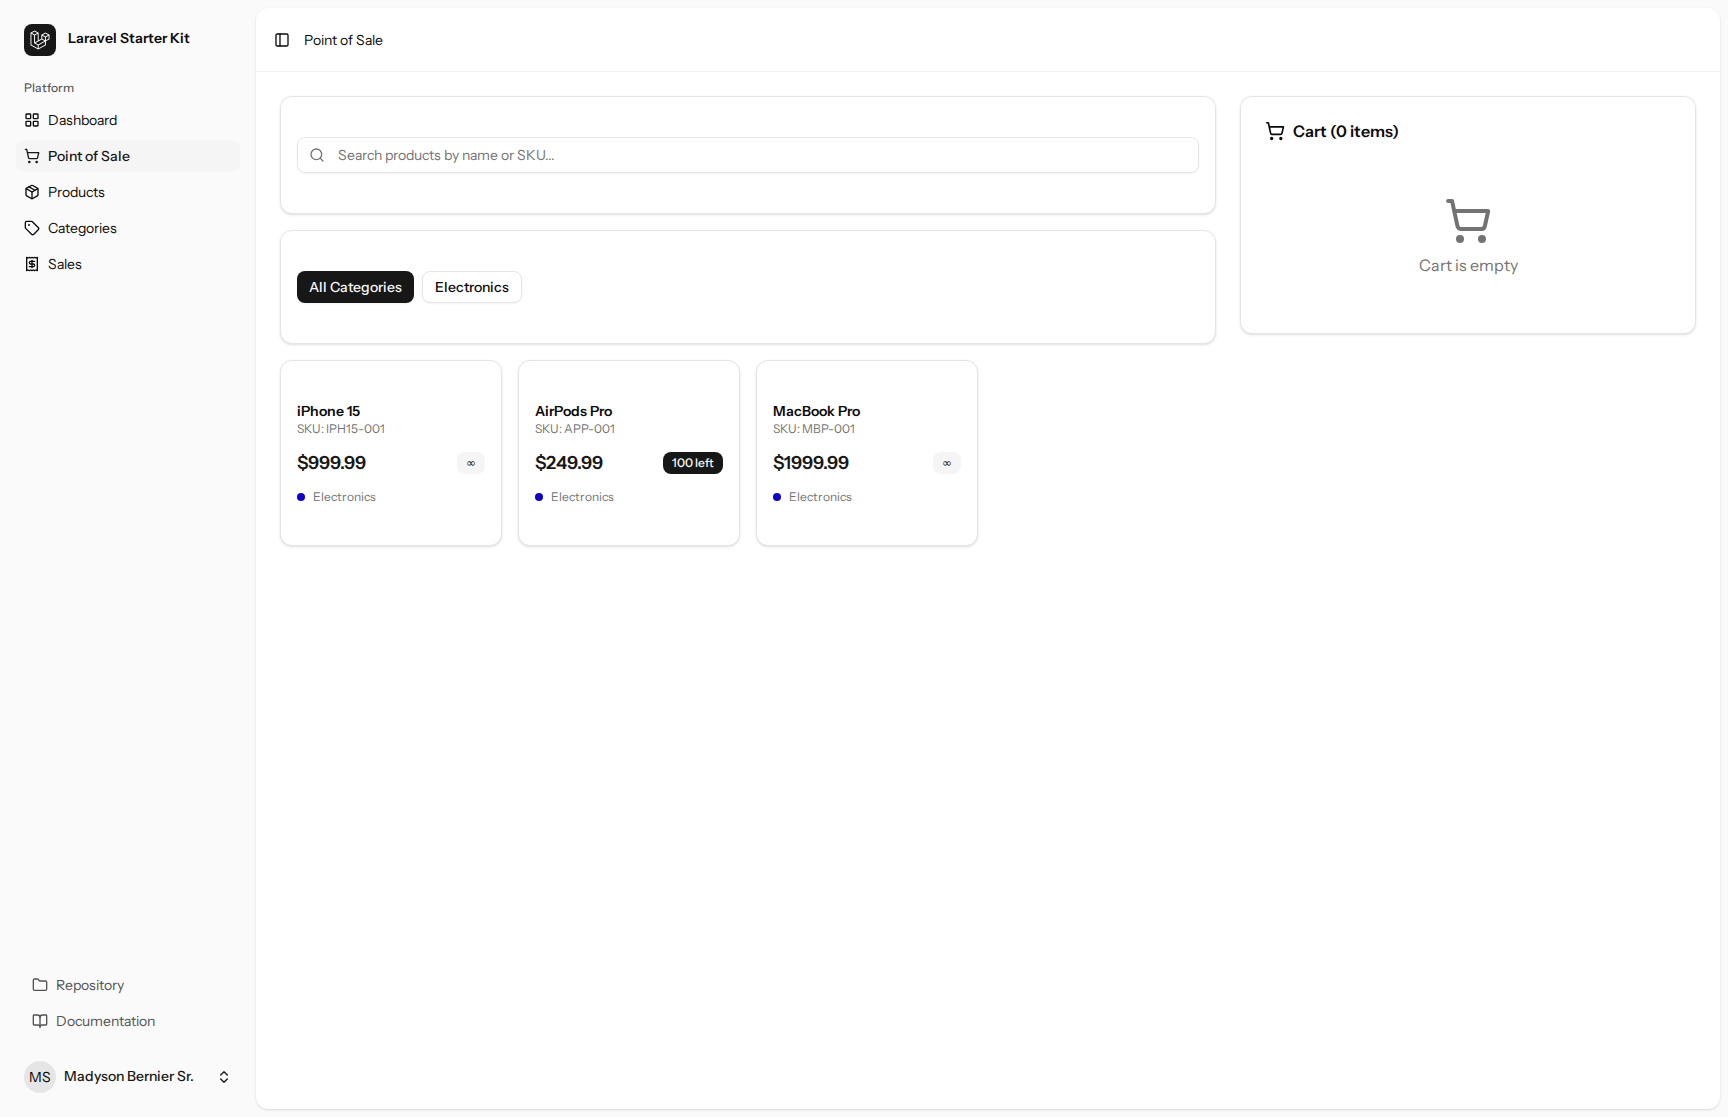 Laravel Starter Kit
Platform
Dashboard
Point of Sale
Products
Categories
Sales
Repository
Documentation
MS Madyson Bernier Sr.
Point of Sale
Search products by name or SKU...
All Categories Electronics
iPhone 15
SKU: IPH15-001
$999.99 ∞
Electronics
AirPods Pro
SKU: APP-001
$249.99 100 left
Electronics
MacBook Pro
SKU: MBP-001
$1999.99 ∞
Electronics
Cart (0 items)
Cart is empty